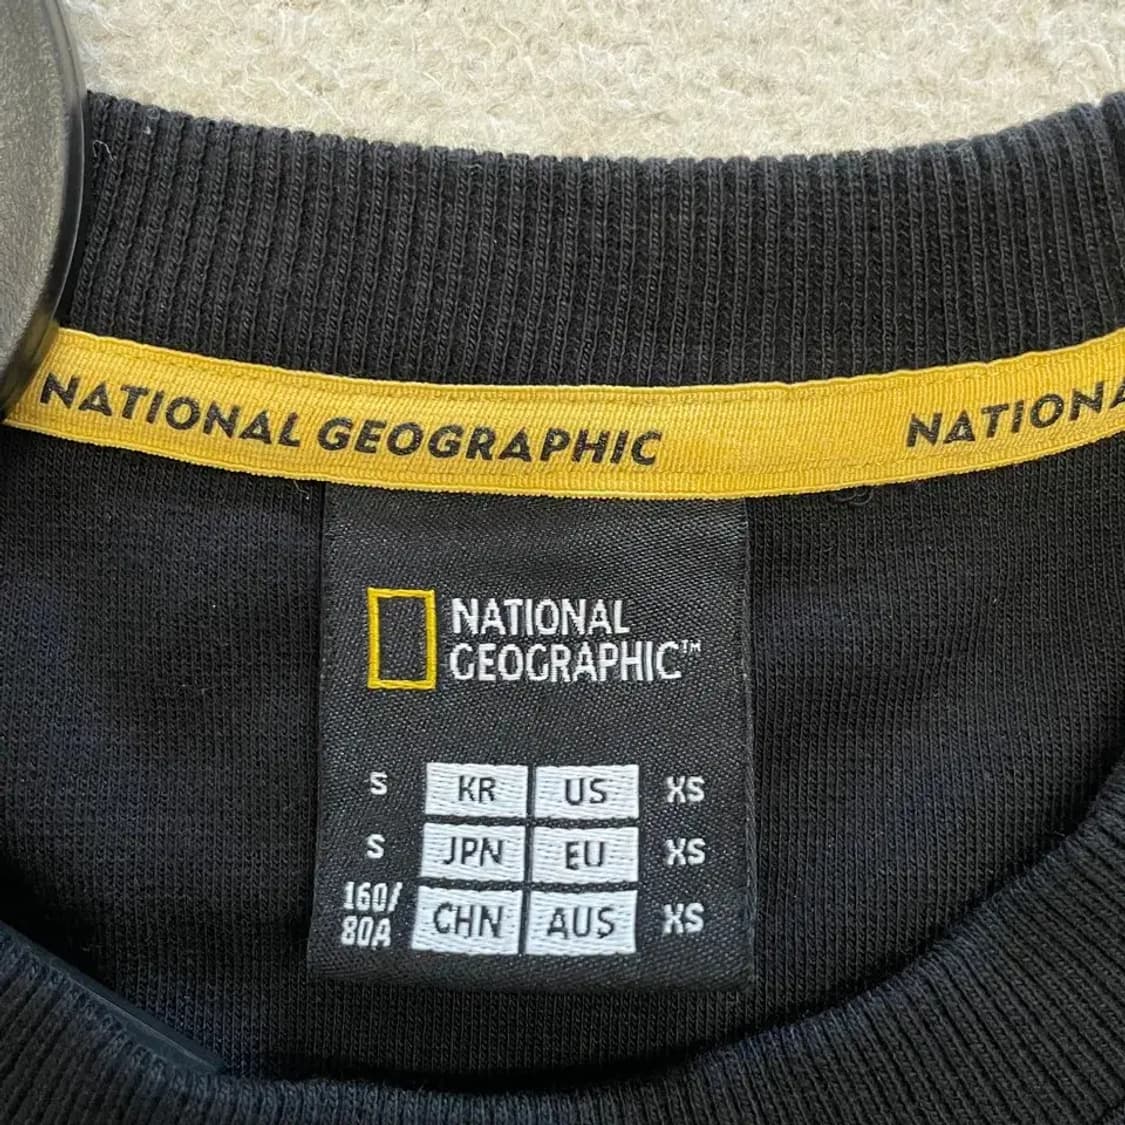 NATIONAL GEOGRAPHIC NATIONA
NATIONAL
GEOGRAPHIC™
S KR US XS
S JPN EU XS
160/
80A CHN AUS XS